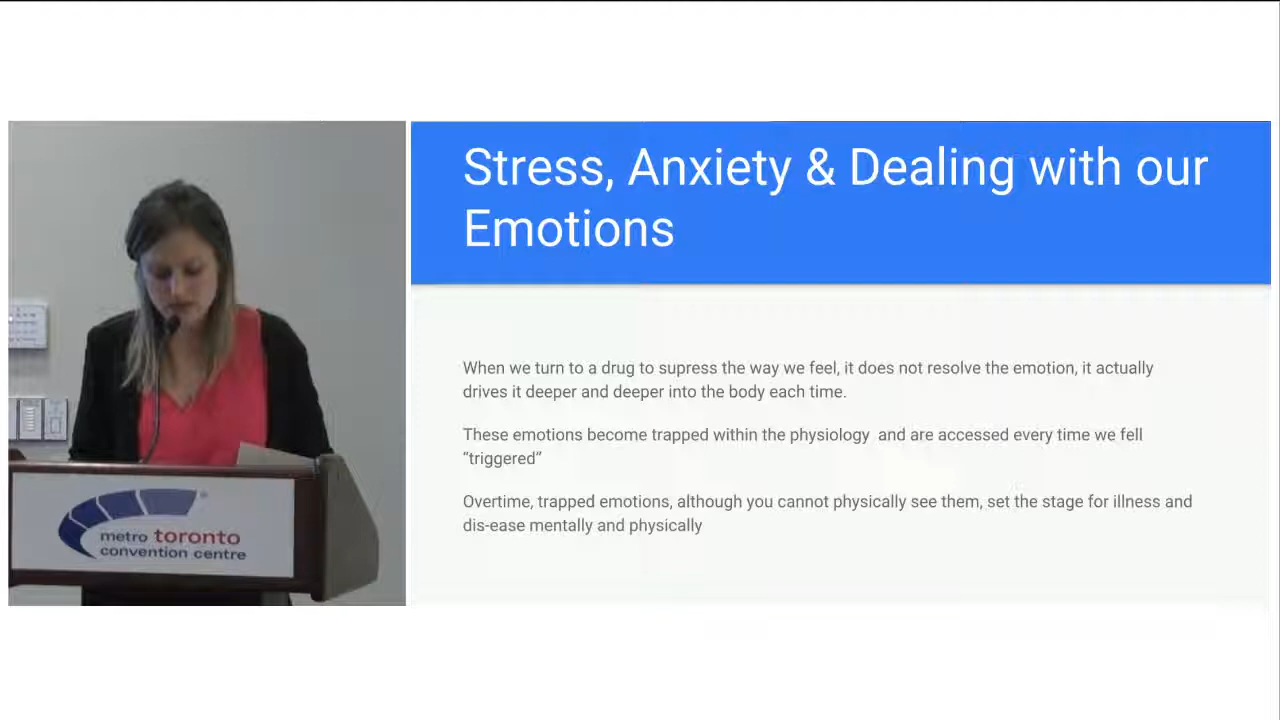 Stress, Anxiety & Dealing with our
Emotions
When we turn to a drug to supress the way we feel, it does not resolve the emotion, it actually
drives it deeper and deeper into the body each time.
These emotions become trapped within the physiology  and are accessed every time we fell
“triggered”
Overtime, trapped emotions, although you cannot physically see them, set the stage for illness and
dis-ease mentally and physically
metro toronto
convention centre